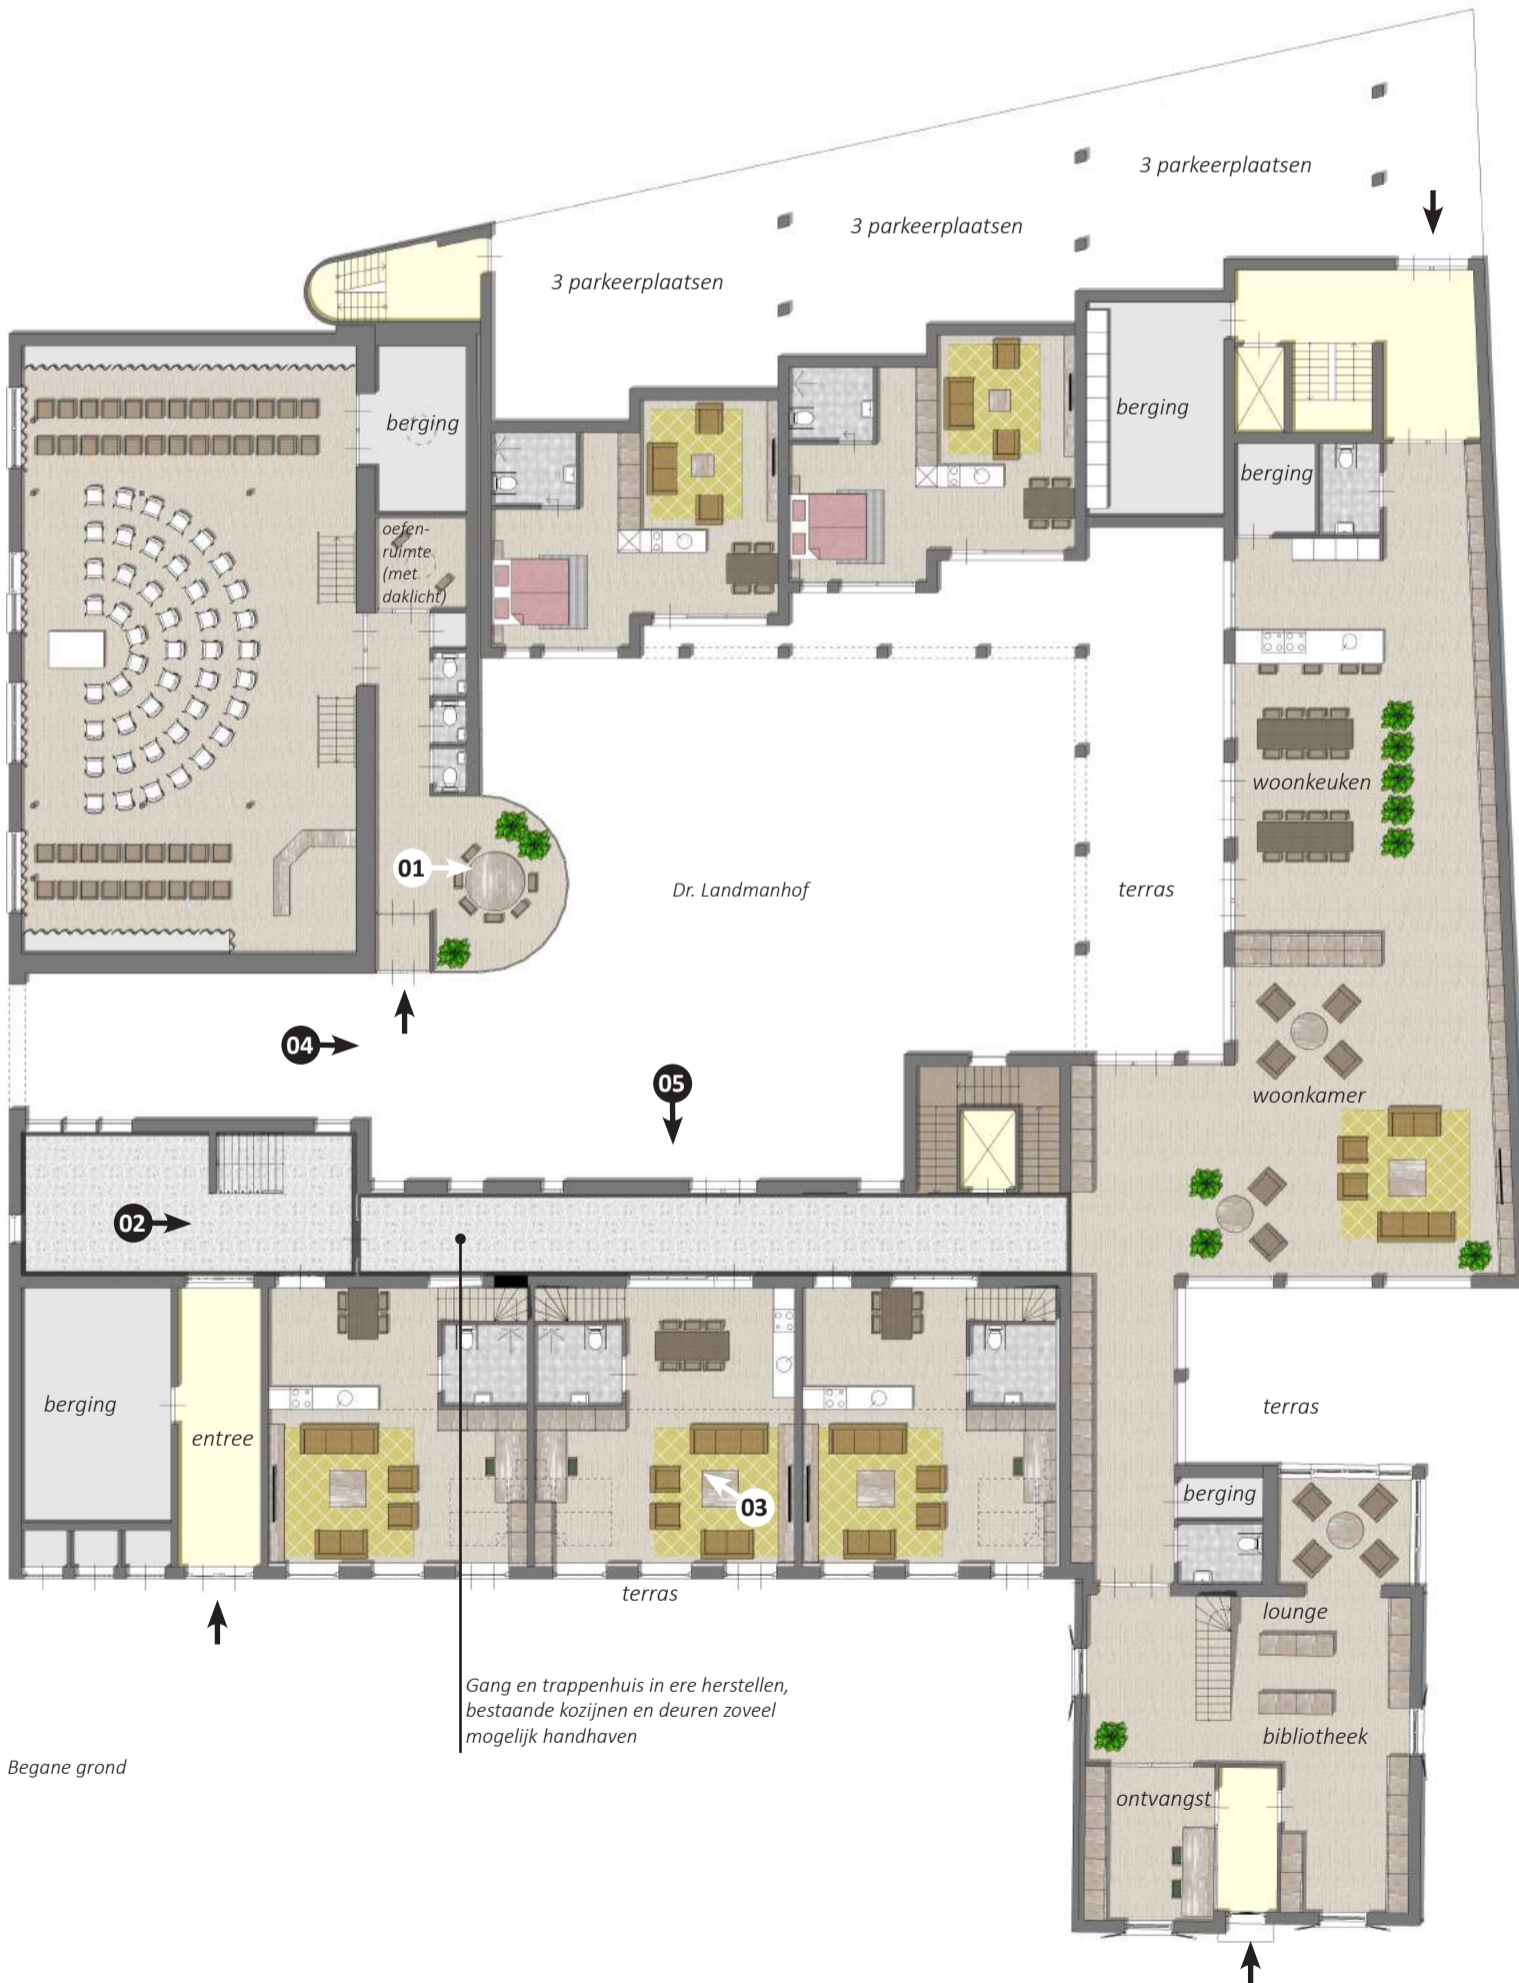 3 parkeerplaatsen
3 parkeerplaatsen
3 parkeerplaatsen
berging
berging
berging
oefen-
ruimte
(met
daklicht)
woonkeuken
01
Dr. Landmanhof
terras
04
05
woonkamer
02
berging
entree
terras
03
berging
terras
lounge
Gang en trappenhuis in ere herstellen,
bestaande kozijnen en deuren zoveel
mogelijk handhaven
bibliotheek
Begane grond
ontvangst